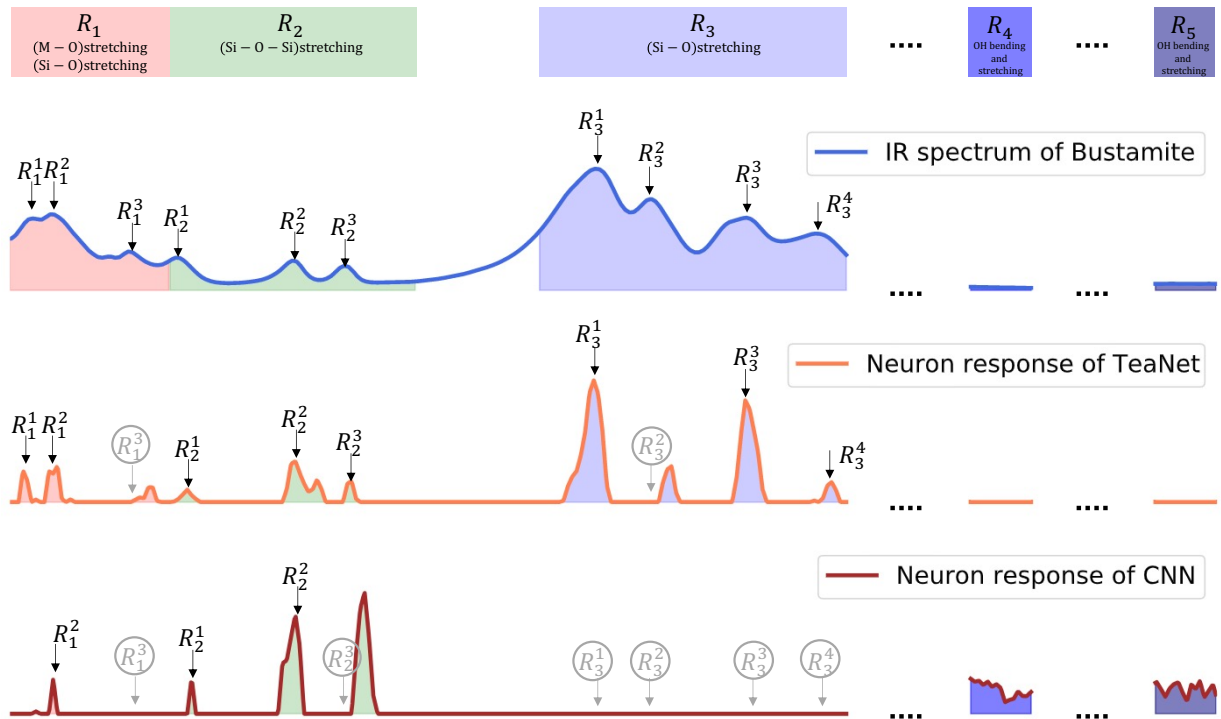 R₁
(M − O)stretching
(Si − O)stretching
R₂
(Si − O − Si)stretching
R₃
(Si − O)stretching
....
R₄
OH bending
and
stretching
....
R₅
OH bending
and
stretching
IR spectrum of Bustamite
R₁¹ R₁² R₁³ R₂¹ R₂² R₂³ R₃¹ R₃² R₃³ R₃⁴
.... ....
Neuron response of TeaNet
R₁¹ R₁² R₁³ R₂¹ R₂² R₂³ R₃¹ R₃² R₃³ R₃⁴
.... ....
Neuron response of CNN
R₁² R₁³ R₂¹ R₂² R₂³ R₃¹ R₃² R₃³ R₃⁴
.... ....